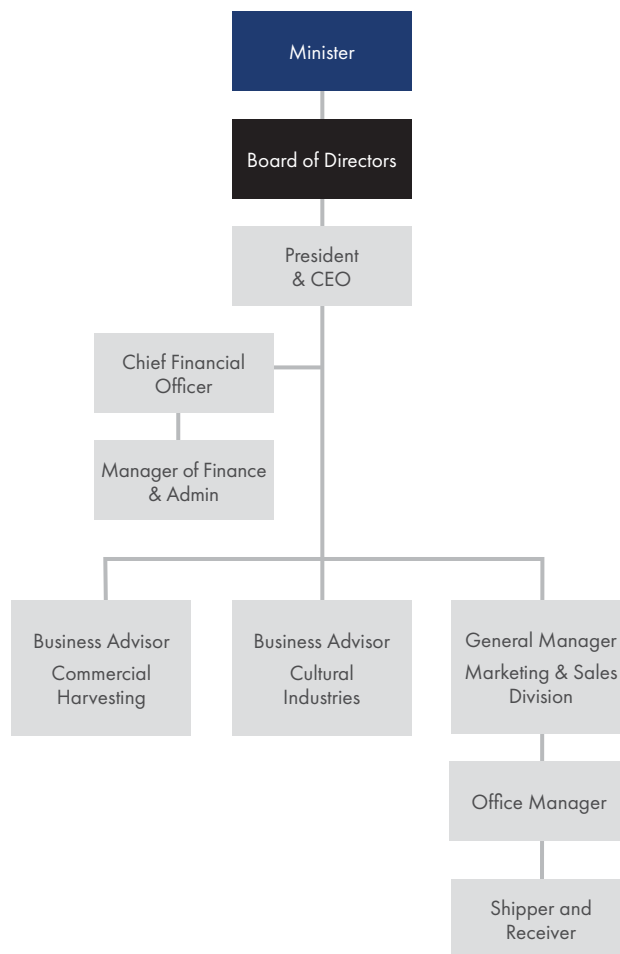 Minister
Board of Directors
President
& CEO
Chief Financial
Officer
Manager of Finance
& Admin
Business Advisor
Commercial
Harvesting
Business Advisor
Cultural
Industries
General Manager
Marketing & Sales
Division
Office Manager
Shipper and
Receiver